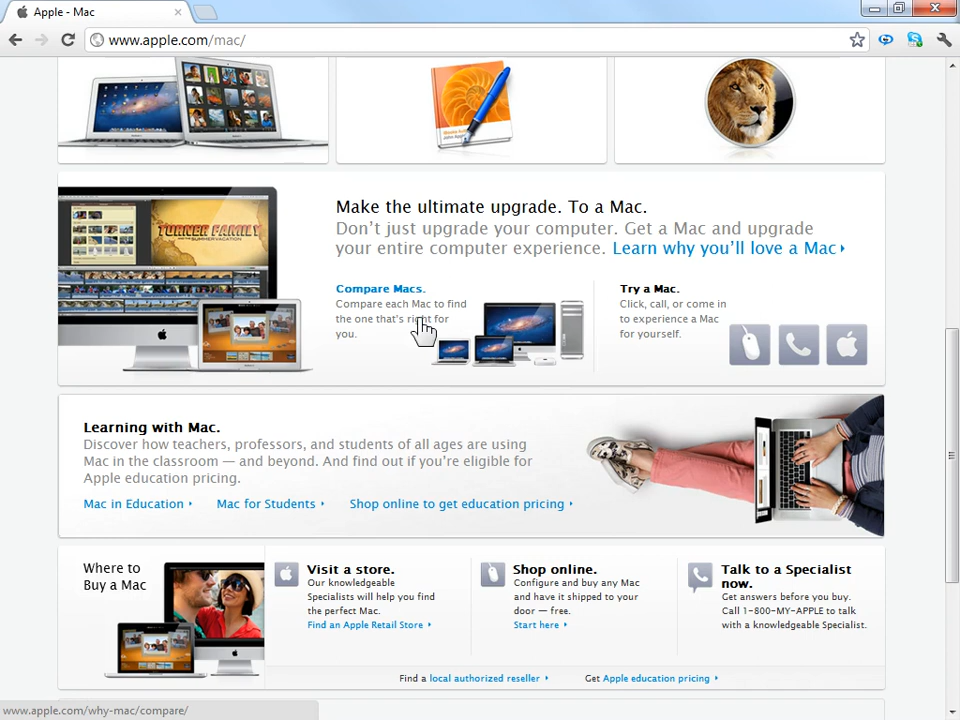 Apple - Mac
www.apple.com/mac/
TURNER FAMILY
SUMMER VACATION
Make the ultimate upgrade. To a Mac.
Don't just upgrade your computer. Get a Mac and upgrade
your entire computer experience. Learn why you'll love a Mac
Compare Macs.
Compare each Mac to find
the one that's right for
you.
Try a Mac.
Click, call, or come in
to experience a Mac
for yourself.
Learning with Mac.
Discover how teachers, professors, and students of all ages are using
Mac in the classroom — and beyond. And find out if you're eligible for
Apple education pricing.
Mac in Education
Mac for Students
Shop online to get education pricing
Where to
Buy a Mac
Visit a store.
Our knowledgeable
Specialists will help you find
the perfect Mac.
Find an Apple Retail Store
Shop online.
Configure and buy any Mac
and have it shipped to your
door — free.
Start here
Talk to a Specialist
now.
Get answers before you buy.
Call 1-800-MY-APPLE to talk
with a knowledgeable Specialist.
Find a local authorized reseller
Get Apple education pricing
www.apple.com/why-mac/compare/